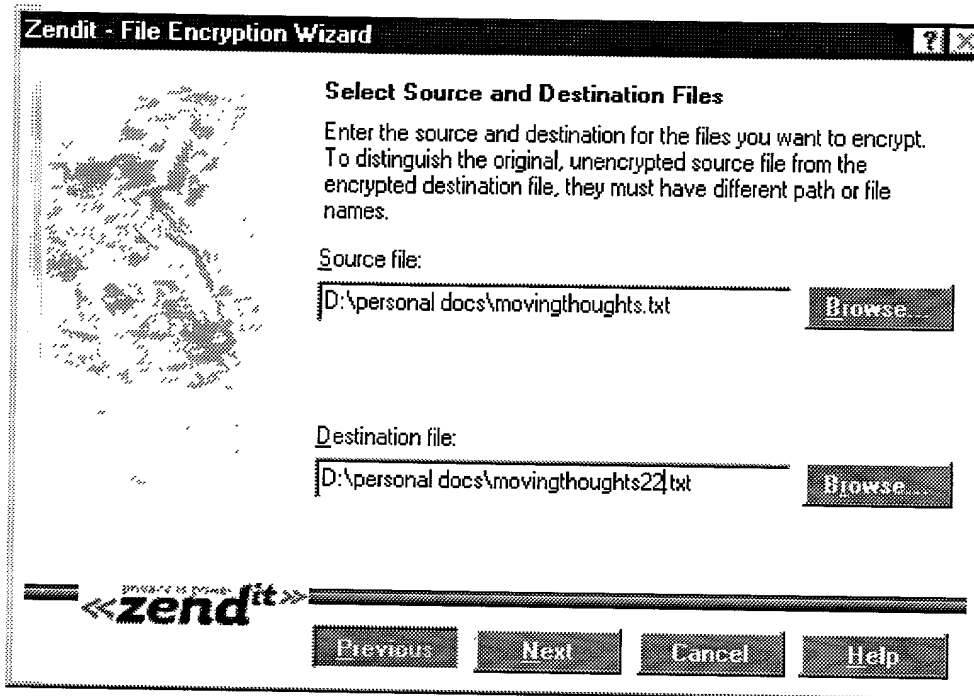 Zendit - File Encryption Wizard
Select Source and Destination Files
Enter the source and destination for the files you want to encrypt.
To distinguish the original, unencrypted source file from the
encrypted destination file, they must have different path or file
names.
Source file:
D:\personal docs\movingthoughts.txt
Browse...
Destination file:
D:\personal docs\movingthoughts22.txt
Browse...
«zendit»
Previous
Next
Cancel
Help